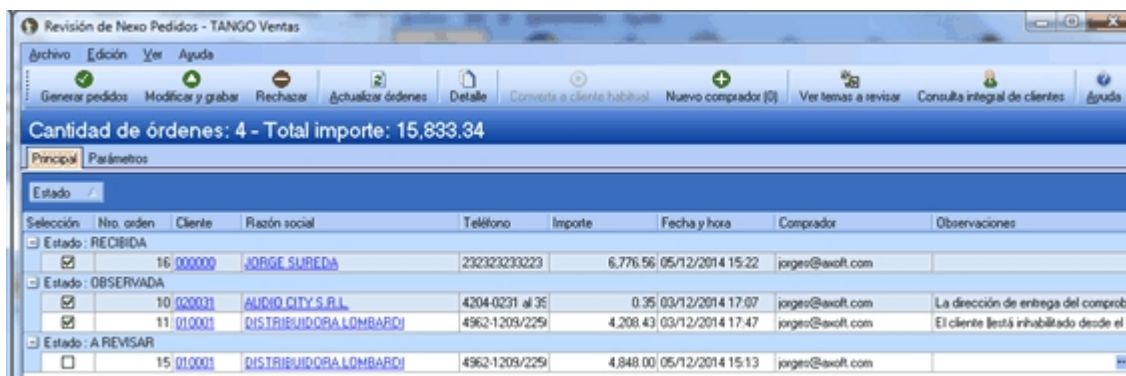 Revisión de Nexo Pedidos - TANGO Ventas
Archivo Edición Ver Ayuda
Generar pedidos Modificar y grabar Rechazar Actualizar órdenes Detalle Convertir a cliente habitual Nuevo comprador (0) Ver temas a revisar Consulta integral de clientes Ayuda
Cantidad de órdenes: 4 - Total importe: 15,833.34
Principal Parámetros
Estado
Selección Nro. orden Cliente Razón social Teléfono Importe Fecha y hora Comprador Observaciones
Estado : RECIBIDA
16 000000 JORGE SUREDA 232323233223 6,776.56 05/12/2014 15:22 jorges@axoft.com
Estado : OBSERVADA
10 020031 AUDIO CITY S.R.L. 4204-0231 al 35 0.35 03/12/2014 17:07 jorges@axoft.com La dirección de entrega del comprob
11 010001 DISTRIBUIDORA LOMBARDI 4962-1209/2259 4,208.43 03/12/2014 17:47 jorges@axoft.com El cliente está inhabilitado desde el
Estado : A REVISAR
15 010001 DISTRIBUIDORA LOMBARDI 4962-1209/2259 4,848.00 05/12/2014 15:13 jorges@axoft.com